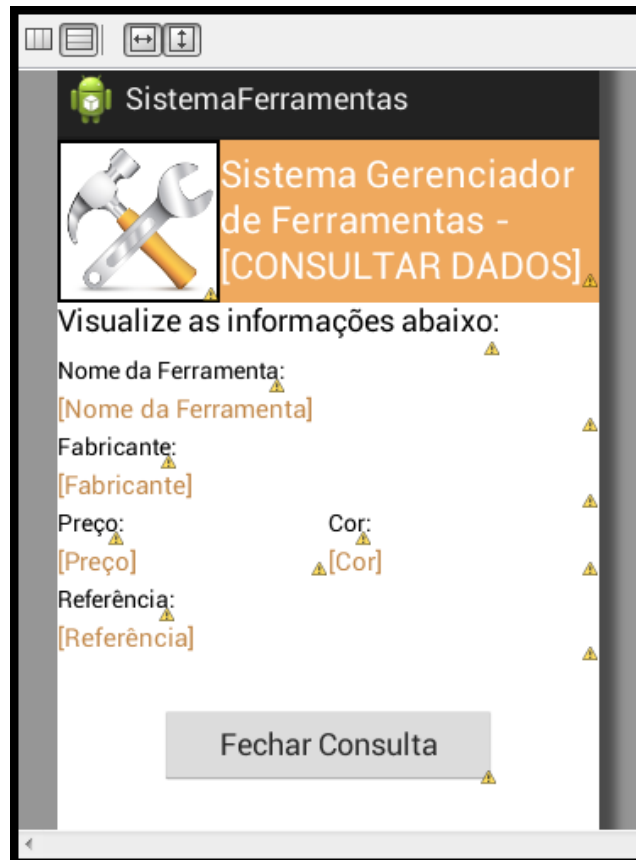 SistemaFerramentas
Sistema Gerenciador
de Ferramentas -
[CONSULTAR DADOS]
Visualize as informações abaixo:
Nome da Ferramenta:
[Nome da Ferramenta]
Fabricante:
[Fabricante]
Preço: Cor:
[Preço] [Cor]
Referência:
[Referência]
Fechar Consulta